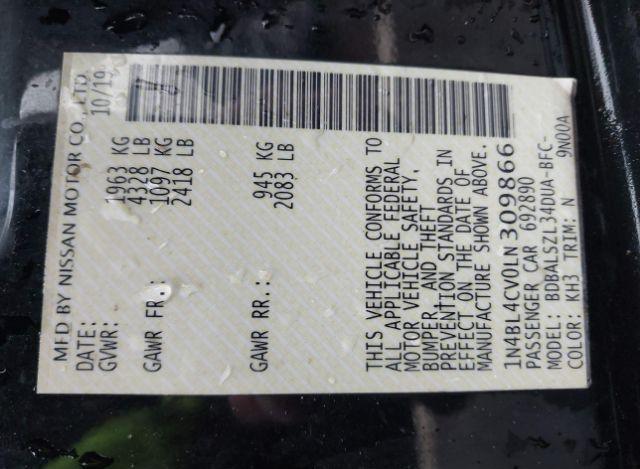 MFD BY NISSAN MOTOR CO., LTD.
DATE: 10/19
GVWR: 1963 KG
4328 LB
GAWR FR.: 1097 KG
2418 LB
GAWR RR.: 945 KG
2083 LB
THIS VEHICLE CONFORMS TO
ALL APPLICABLE FEDERAL
MOTOR VEHICLE SAFETY,
BUMPER, AND THEFT
PREVENTION STANDARDS IN
EFFECT ON THE DATE OF
MANUFACTURE SHOWN ABOVE.
1N4BL4CV0LN309866
PASSENGER CAR 692890
MODEL: BDBALSZL34DUA-BFC-
COLOR: KH3 TRIM: N 9N00A